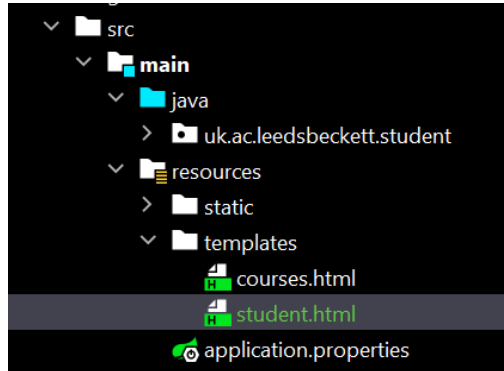 src
main
java
uk.ac.leedsbeckett.student
resources
static
templates
courses.html
student.html
application.properties